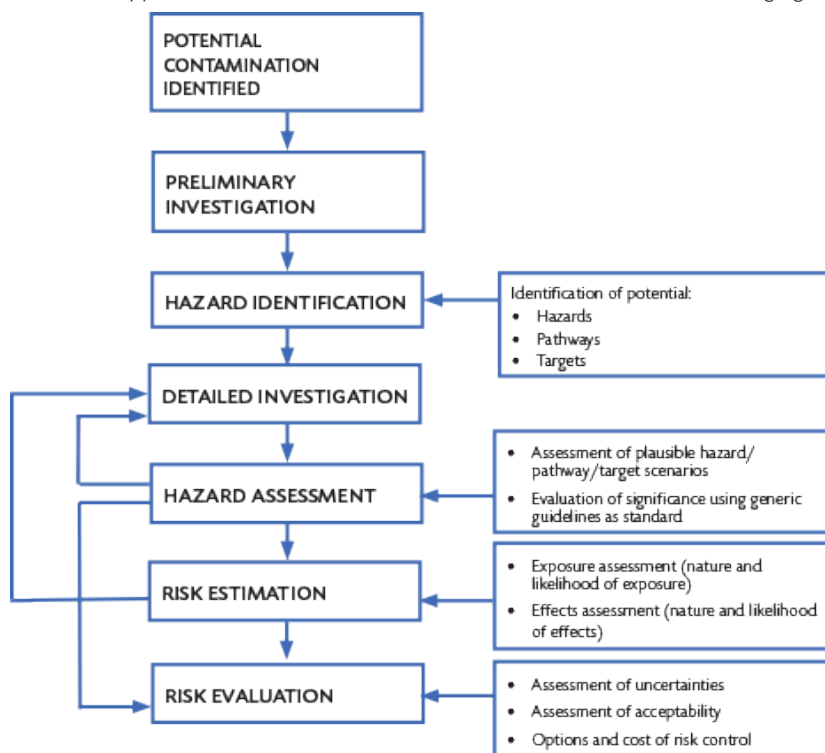 POTENTIAL
CONTAMINATION
IDENTIFIED
PRELIMINARY
INVESTIGATION
HAZARD IDENTIFICATION
Identification of potential:
• Hazards
• Pathways
• Targets
DETAILED INVESTIGATION
HAZARD ASSESSMENT
• Assessment of plausible hazard/
pathway/target scenarios
• Evaluation of significance using generic
guidelines as standard
RISK ESTIMATION
• Exposure assessment (nature and
likelihood of exposure)
• Effects assessment (nature and likelihood
of effects)
RISK EVALUATION
• Assessment of uncertainties
• Assessment of acceptability
• Options and cost of risk control